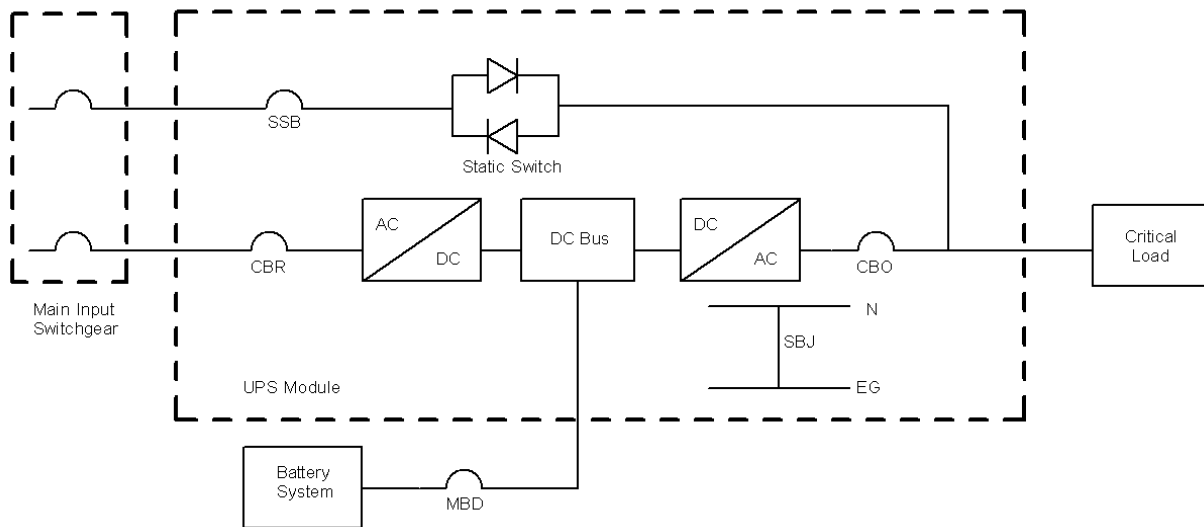 SSB
Static Switch
AC
DC
DC Bus
DC
AC
CBR
CBO
Critical
Load
Main Input
Switchgear
N
SBJ
EG
UPS Module
Battery
System
MBD